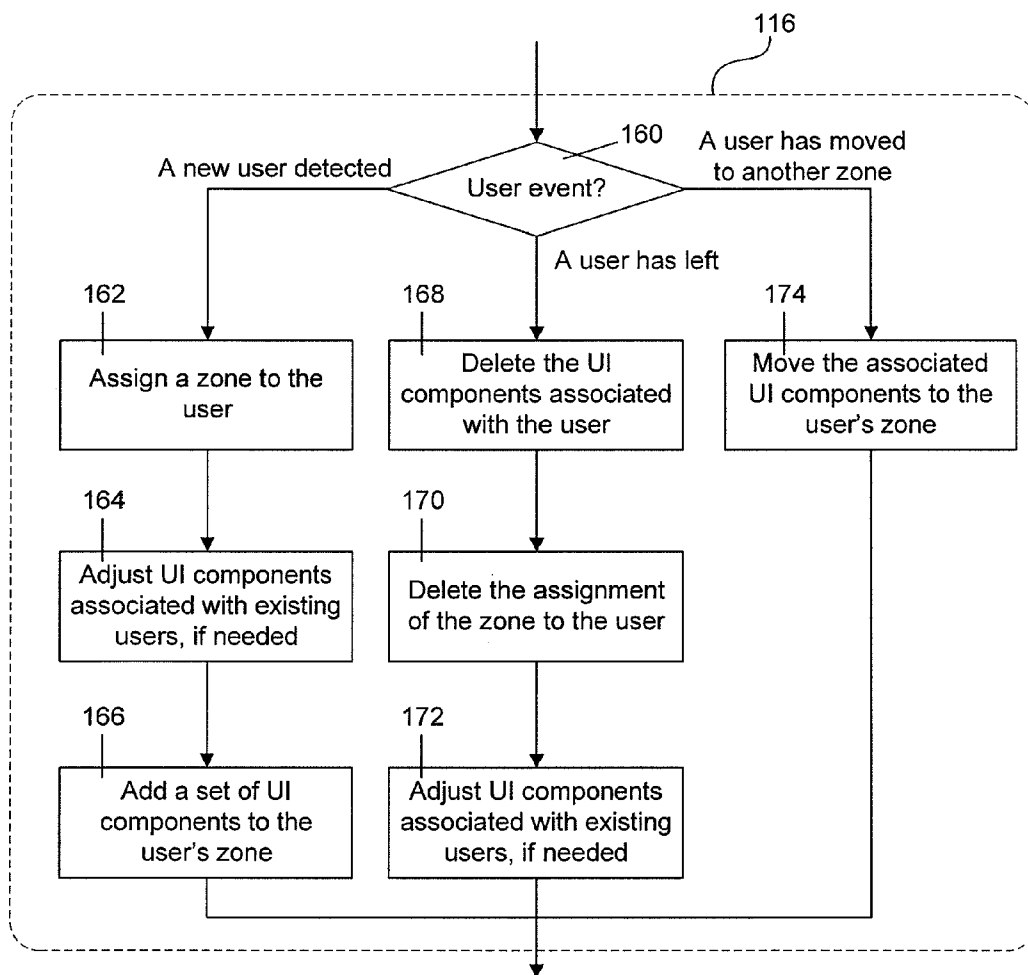 116
160
A new user detected
User event?
A user has moved
to another zone
A user has left
162
Assign a zone to the
user
168
Delete the UI
components associated
with the user
174
Move the associated
UI components to the
user's zone
164
Adjust UI components
associated with existing
users, if needed
170
Delete the assignment
of the zone to the user
166
Add a set of UI
components to the
user's zone
172
Adjust UI components
associated with existing
users, if needed